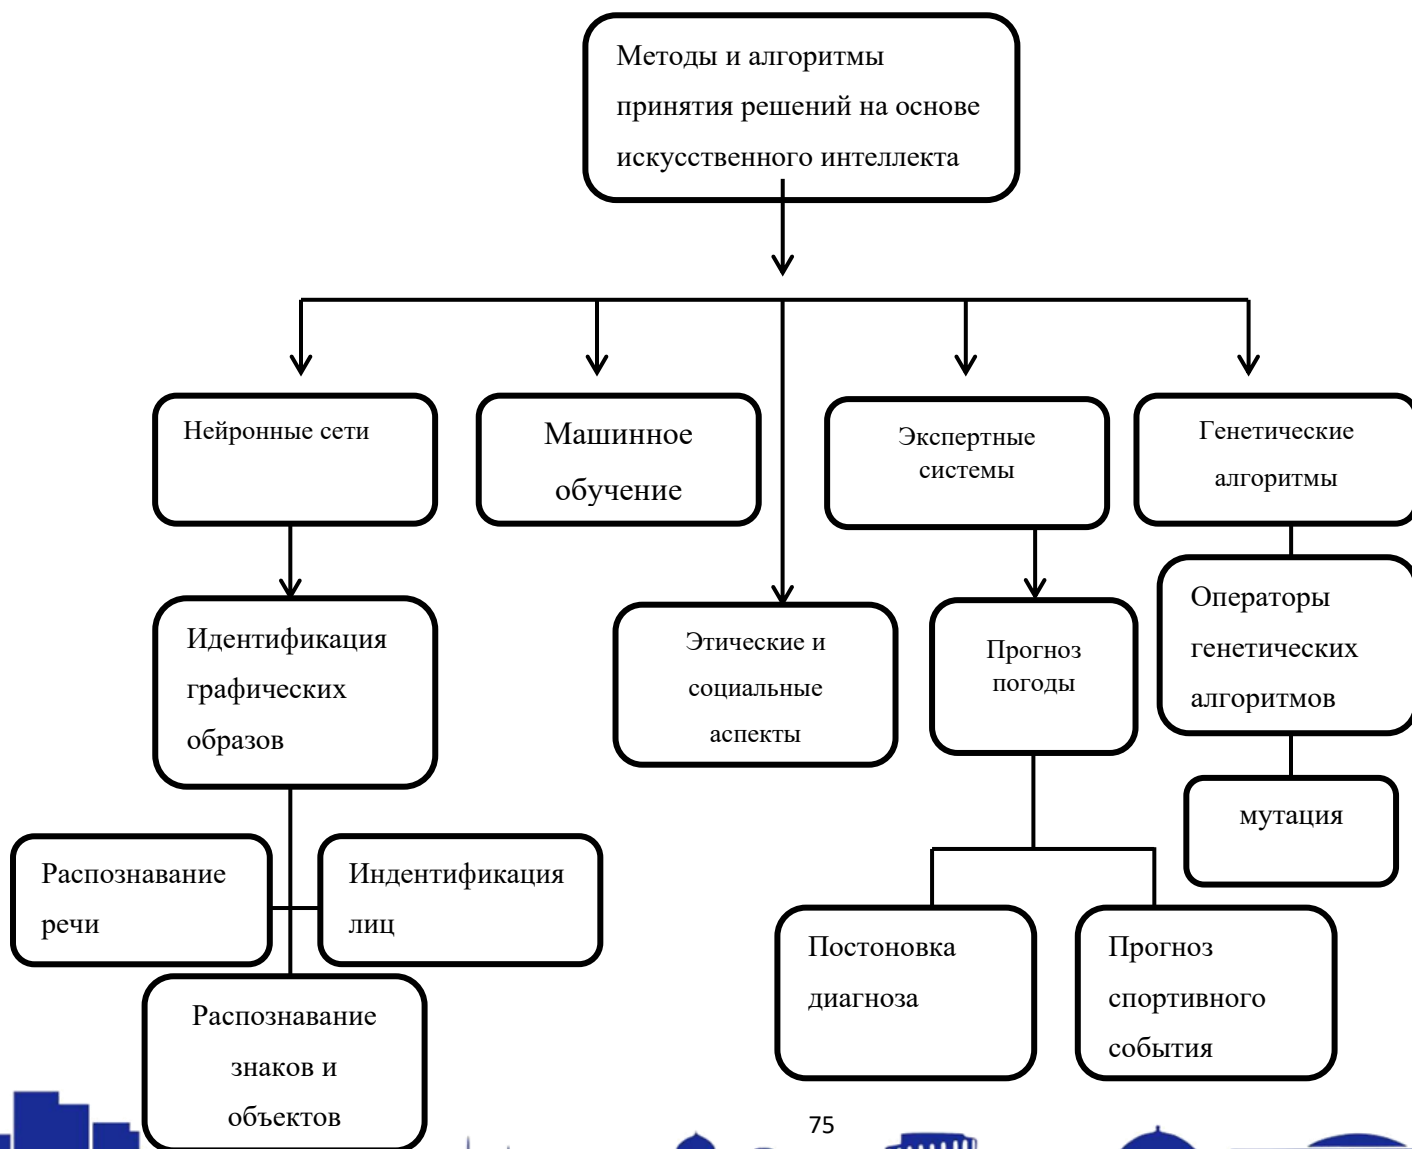 Методы и алгоритмы
принятия решений на основе
искусственного интеллекта
Нейронные сети
Машинное
обучение
Экспертные
системы
Генетические
алгоритмы
Идентификация
графических
образов
Этические и
социальные
аспекты
Прогноз
погоды
Операторы
генетических
алгоритмов
мутация
Распознавание
речи
Индентификация
лиц
Распознавание
знаков и
объектов
Постоновка
диагноза
Прогноз
спортивного
события
75